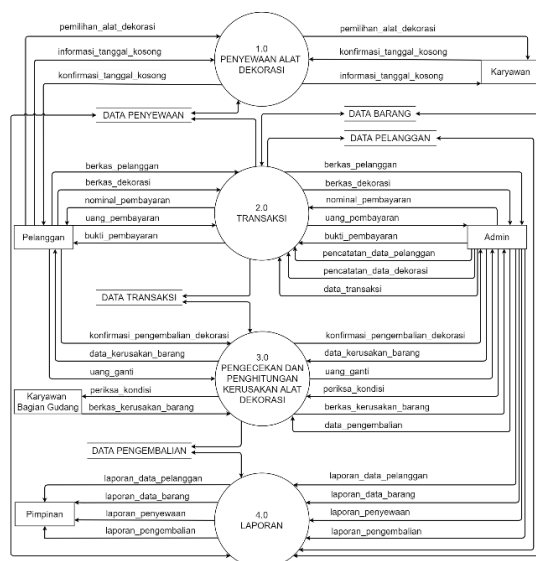 pemilihan_alat_dekorasi
informasi_tanggal_kosong
konfirmasi_tanggal_kosong
1.0
PENYEWAAN ALAT
DEKORASI
pemilihan_alat_dekorasi
konfirmasi_tanggal_kosong
informasi_tanggal_kosong
Karyawan
DATA PENYEWAAN
DATA BARANG
DATA PELANGGAN
berkas_pelanggan
berkas_dekorasi
nominal_pembayaran
uang_pembayaran
bukti_pembayaran
Pelanggan
2.0
TRANSAKSI
berkas_pelanggan
berkas_dekorasi
nominal_pembayaran
uang_pembayaran
bukti_pembayaran
pencatatan_data_pelanggan
pencatatan_data_dekorasi
data_transaksi
Admin
DATA TRANSAKSI
konfirmasi_pengembalian_dekorasi
data_kerusakan_barang
uang_ganti
periksa_kondisi
berkas_kerusakan_barang
Karyawan
Bagian Gudang
3.0
PENGECEKAN DAN
PENGHITUNGAN
KERUSAKAN ALAT
DEKORASI
konfirmasi_pengembalian_dekorasi
data_kerusakan_barang
uang_ganti
periksa_kondisi
berkas_kerusakan_barang
data_pengembalian
DATA PENGEMBALIAN
laporan_data_pelanggan
laporan_data_barang
laporan_penyewaan
laporan_pengembalian
Pimpinan
4.0
LAPORAN
laporan_data_pelanggan
laporan_data_barang
laporan_penyewaan
laporan_pengembalian